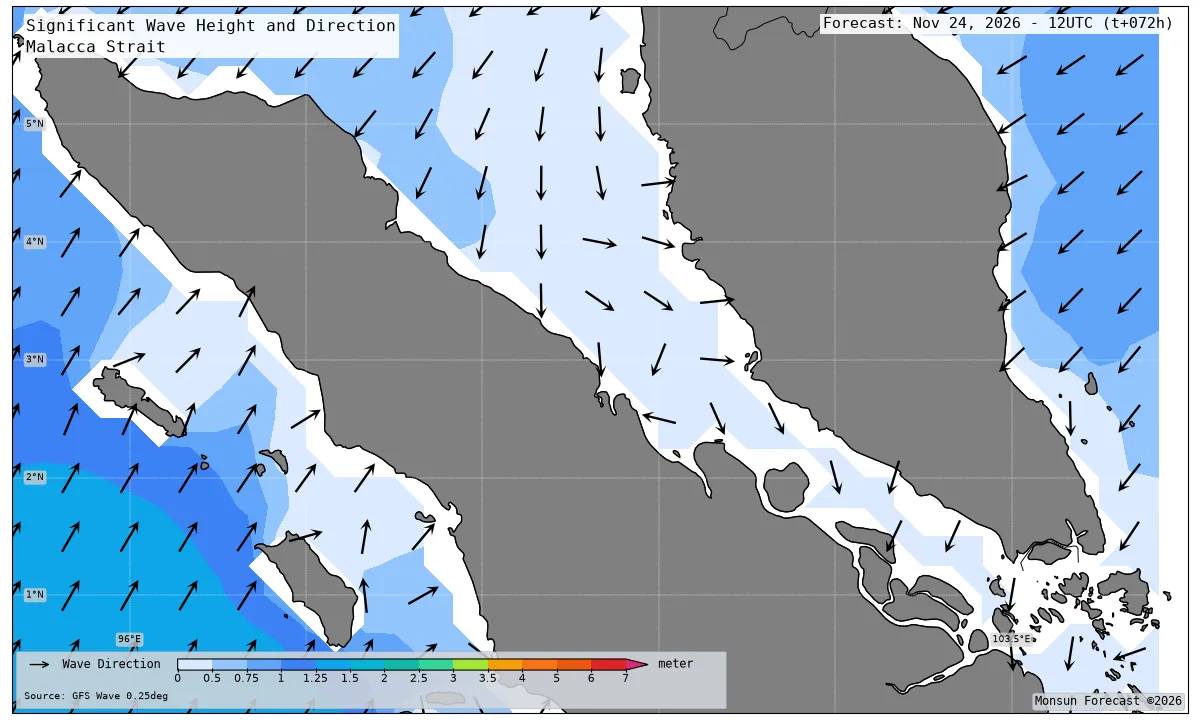 Significant Wave Height and Direction
Malacca Strait
Forecast: Nov 24, 2026 - 12UTC (t+072h)
5°N
4°N
3°N
2°N
1°N
96°E
103.5°E
Wave Direction
meter
0 0.5 0.75 1 1.25 1.5 2 2.5 3 3.5 4 5 6 7
Source: GFS Wave 0.25deg
Monsun Forecast ©2026